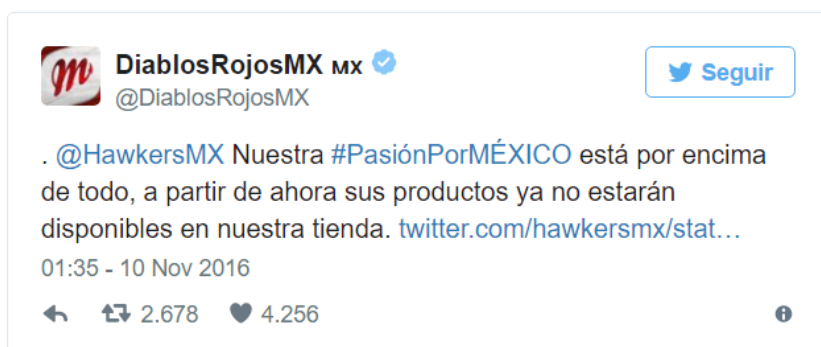 DiablosRojosMX MX
@DiablosRojosMX
Seguir
. @HawkersMX Nuestra #PasiónPorMÉXICO está por encima
de todo, a partir de ahora sus productos ya no estarán
disponibles en nuestra tienda. twitter.com/hawkersmx/stat…
01:35 - 10 Nov 2016
2.678 4.256